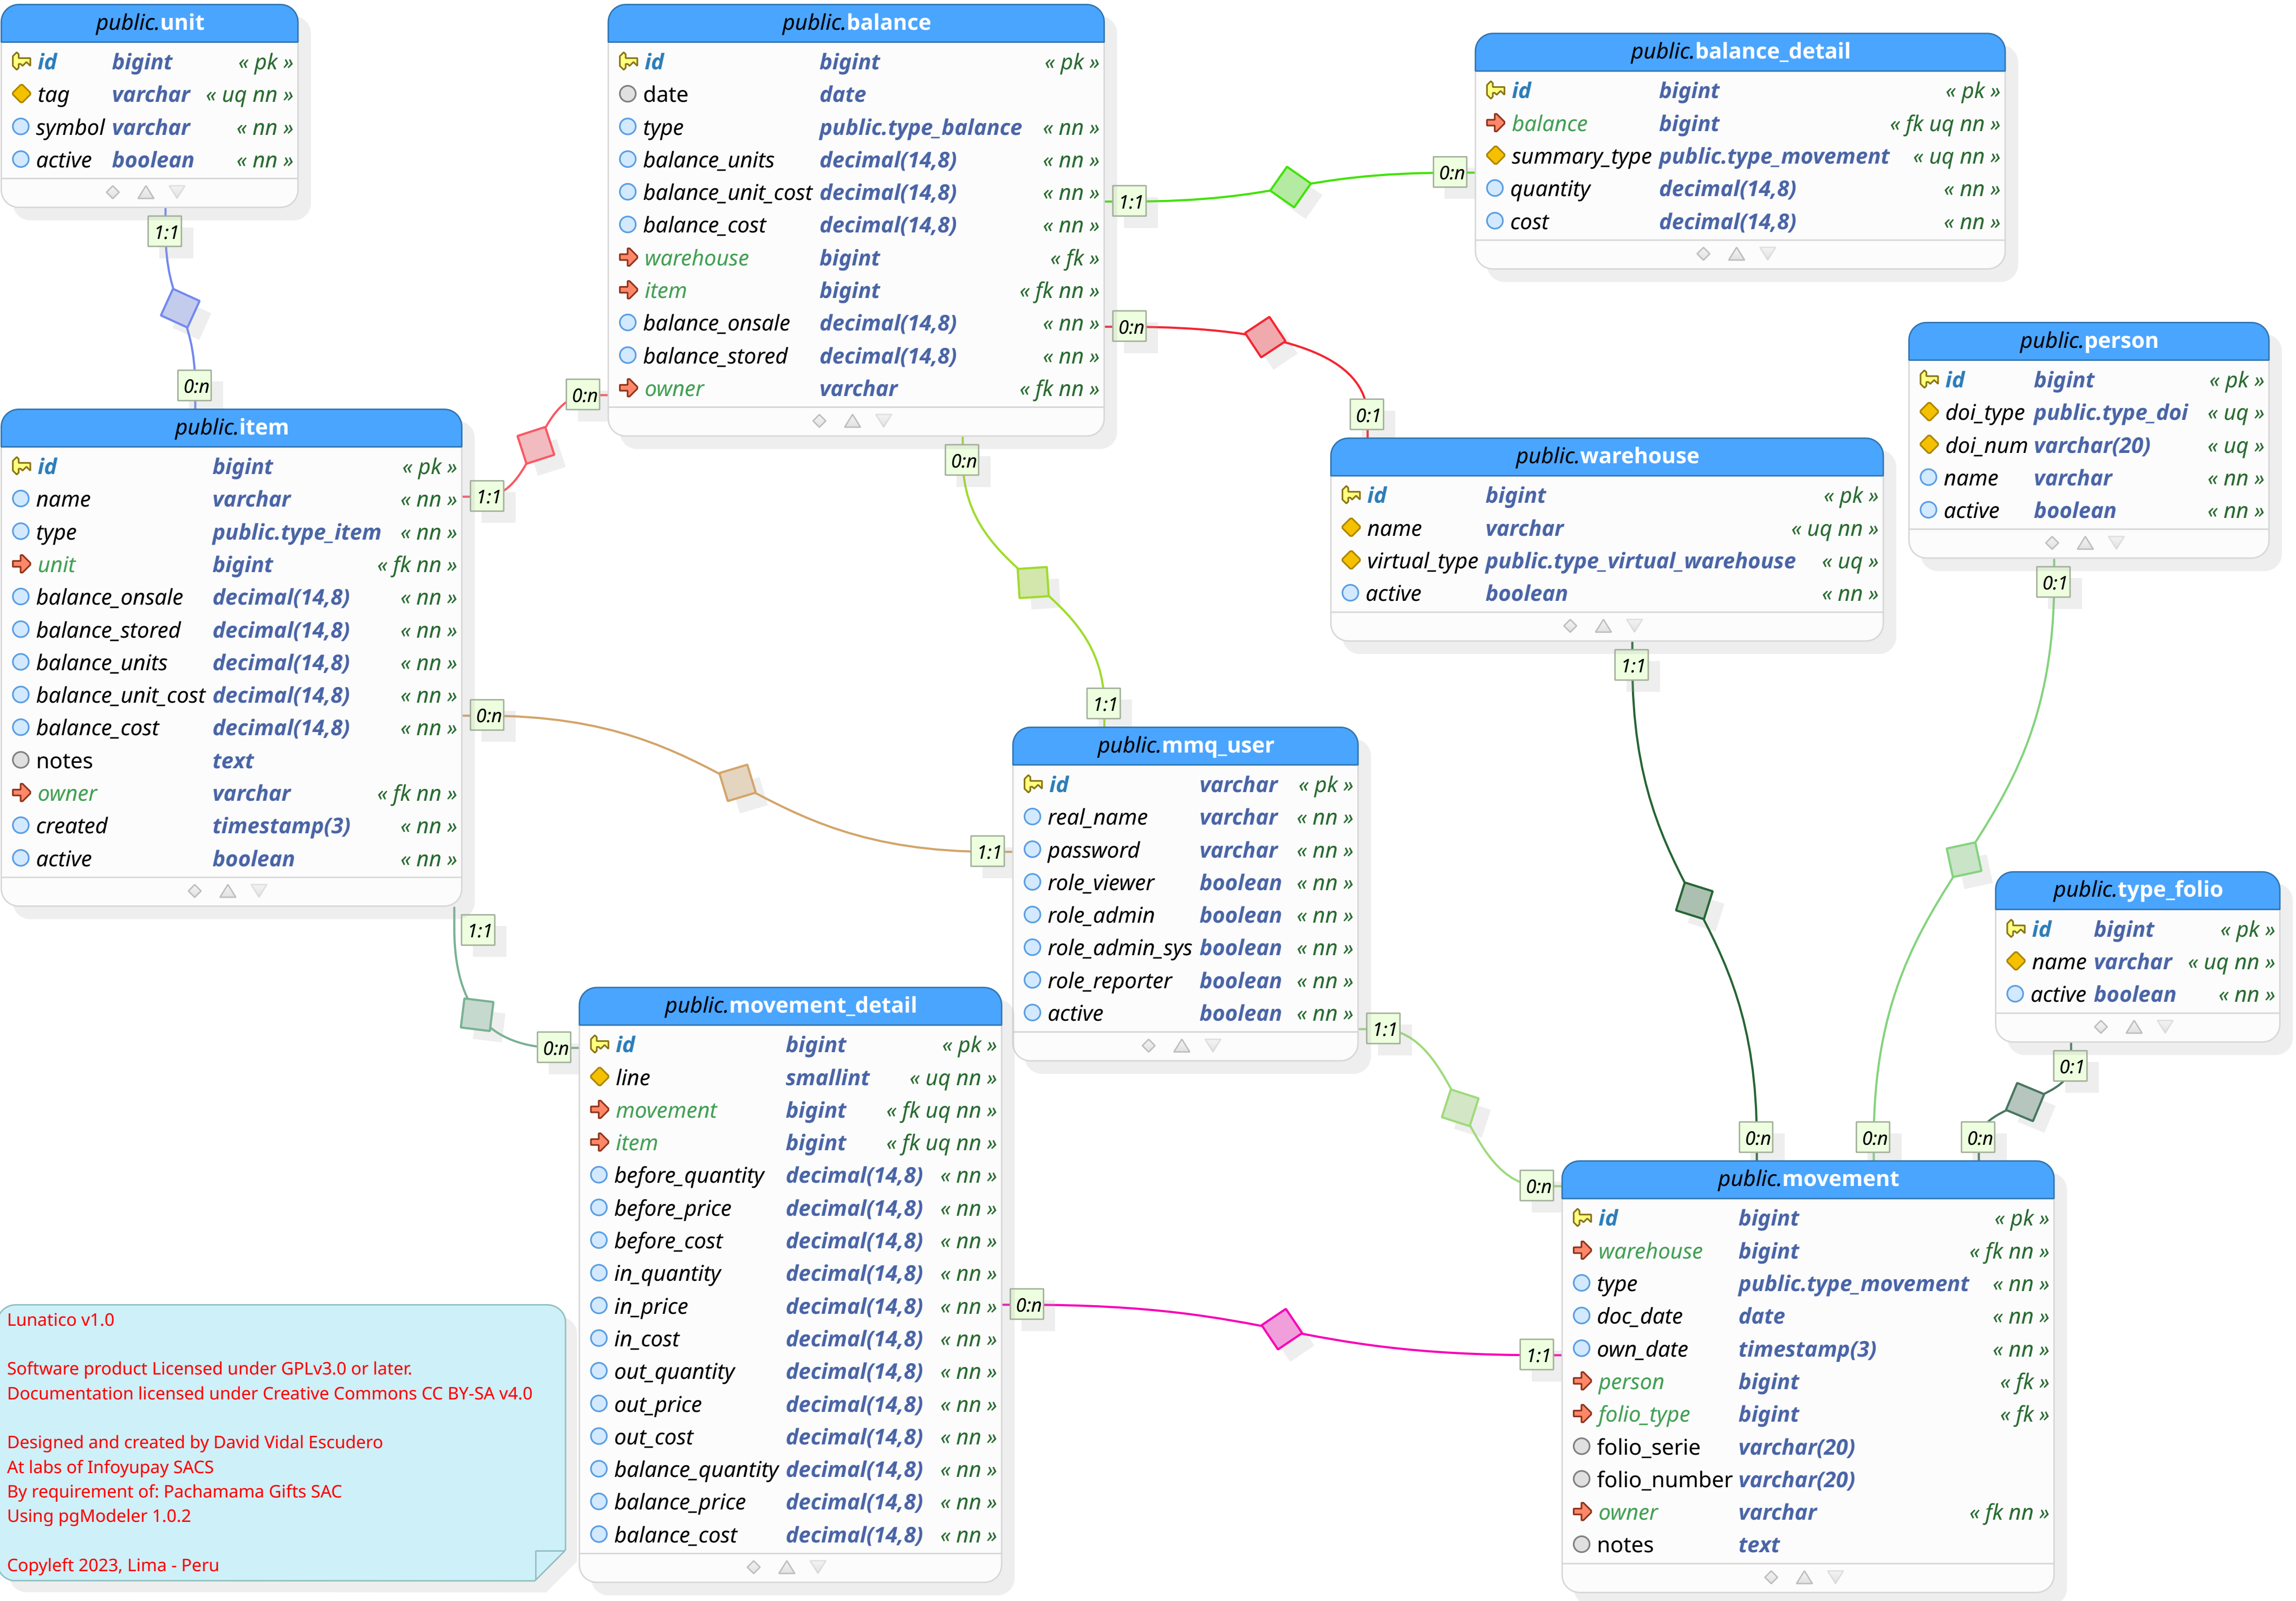 public.unit
id bigint « pk »
tag varchar « uq nn »
symbol varchar « nn »
active boolean « nn »
1:1
0:n
public.balance
id bigint « pk »
date date
type public.type_balance « nn »
balance_units decimal(14,8) « nn »
balance_unit_cost decimal(14,8) « nn »
balance_cost decimal(14,8) « nn »
warehouse bigint « fk »
item bigint « fk nn »
balance_onsale decimal(14,8) « nn »
balance_stored decimal(14,8) « nn »
owner varchar « fk nn »
1:1
0:n
public.balance_detail
id bigint « pk »
balance bigint « fk uq nn »
summary_type public.type_movement « uq nn »
quantity decimal(14,8) « nn »
cost decimal(14,8) « nn »
0:n
0:1
public.person
id bigint « pk »
doi_type public.type_doi « uq »
doi_num varchar(20) « uq »
name varchar « nn »
active boolean « nn »
0:1
public.item
id bigint « pk »
name varchar « nn »
type public.type_item « nn »
unit bigint « fk nn »
balance_onsale decimal(14,8) « nn »
balance_stored decimal(14,8) « nn »
balance_units decimal(14,8) « nn »
balance_unit_cost decimal(14,8) « nn »
balance_cost decimal(14,8) « nn »
notes text
owner varchar « fk nn »
created timestamp(3) « nn »
active boolean « nn »
0:n
1:1
0:n
1:1
0:n
1:1
public.warehouse
id bigint « pk »
name varchar « uq nn »
virtual_type public.type_virtual_warehouse « uq »
active boolean « nn »
1:1
public.mmq_user
id varchar « pk »
real_name varchar « nn »
password varchar « nn »
role_viewer boolean « nn »
role_admin boolean « nn »
role_admin_sys boolean « nn »
role_reporter boolean « nn »
active boolean « nn »
1:1
0:n
public.type_folio
id bigint « pk »
name varchar « uq nn »
active boolean « nn »
0:1
1:1
0:n
public.movement_detail
id bigint « pk »
line smallint « uq nn »
movement bigint « fk uq nn »
item bigint « fk uq nn »
before_quantity decimal(14,8) « nn »
before_price decimal(14,8) « nn »
before_cost decimal(14,8) « nn »
in_quantity decimal(14,8) « nn »
in_price decimal(14,8) « nn »
in_cost decimal(14,8) « nn »
out_quantity decimal(14,8) « nn »
out_price decimal(14,8) « nn »
out_cost decimal(14,8) « nn »
balance_quantity decimal(14,8) « nn »
balance_price decimal(14,8) « nn »
balance_cost decimal(14,8) « nn »
0:n
1:1
0:n
0:n
0:n
public.movement
id bigint « pk »
warehouse bigint « fk nn »
type public.type_movement « nn »
doc_date date « nn »
own_date timestamp(3) « nn »
person bigint « fk »
folio_type bigint « fk »
folio_serie varchar(20)
folio_number varchar(20)
owner varchar « fk nn »
notes text
Lunatico v1.0
Software product Licensed under GPLv3.0 or later.
Documentation licensed under Creative Commons CC BY-SA v4.0
Designed and created by David Vidal Escudero
At labs of Infoyupay SACS
By requirement of: Pachamama Gifts SAC
Using pgModeler 1.0.2
Copyleft 2023, Lima - Peru